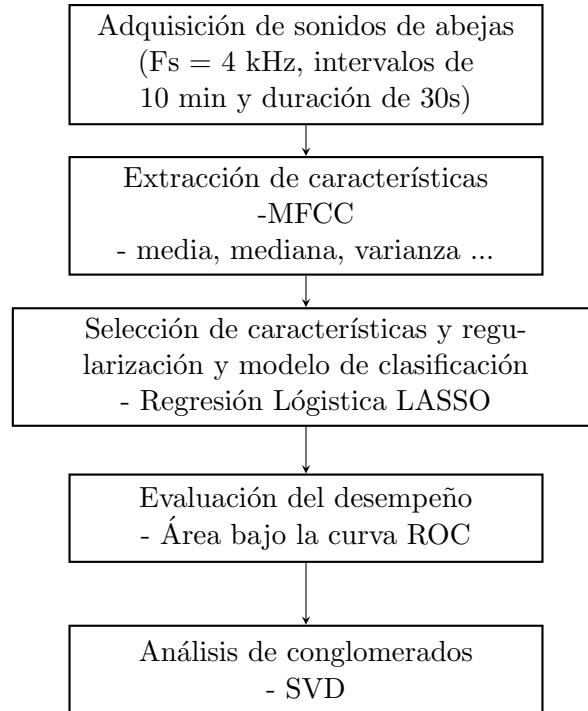 Adquisición de sonidos de abejas
(Fs = 4 kHz, intervalos de
10 min y duración de 30s)
Extracción de características
-MFCC
- media, mediana, varianza ...
Selección de características y regu-
larización y modelo de clasificación
- Regresión Lógistica LASSO
Evaluación del desempeño
- Área bajo la curva ROC
Análisis de conglomerados
- SVD